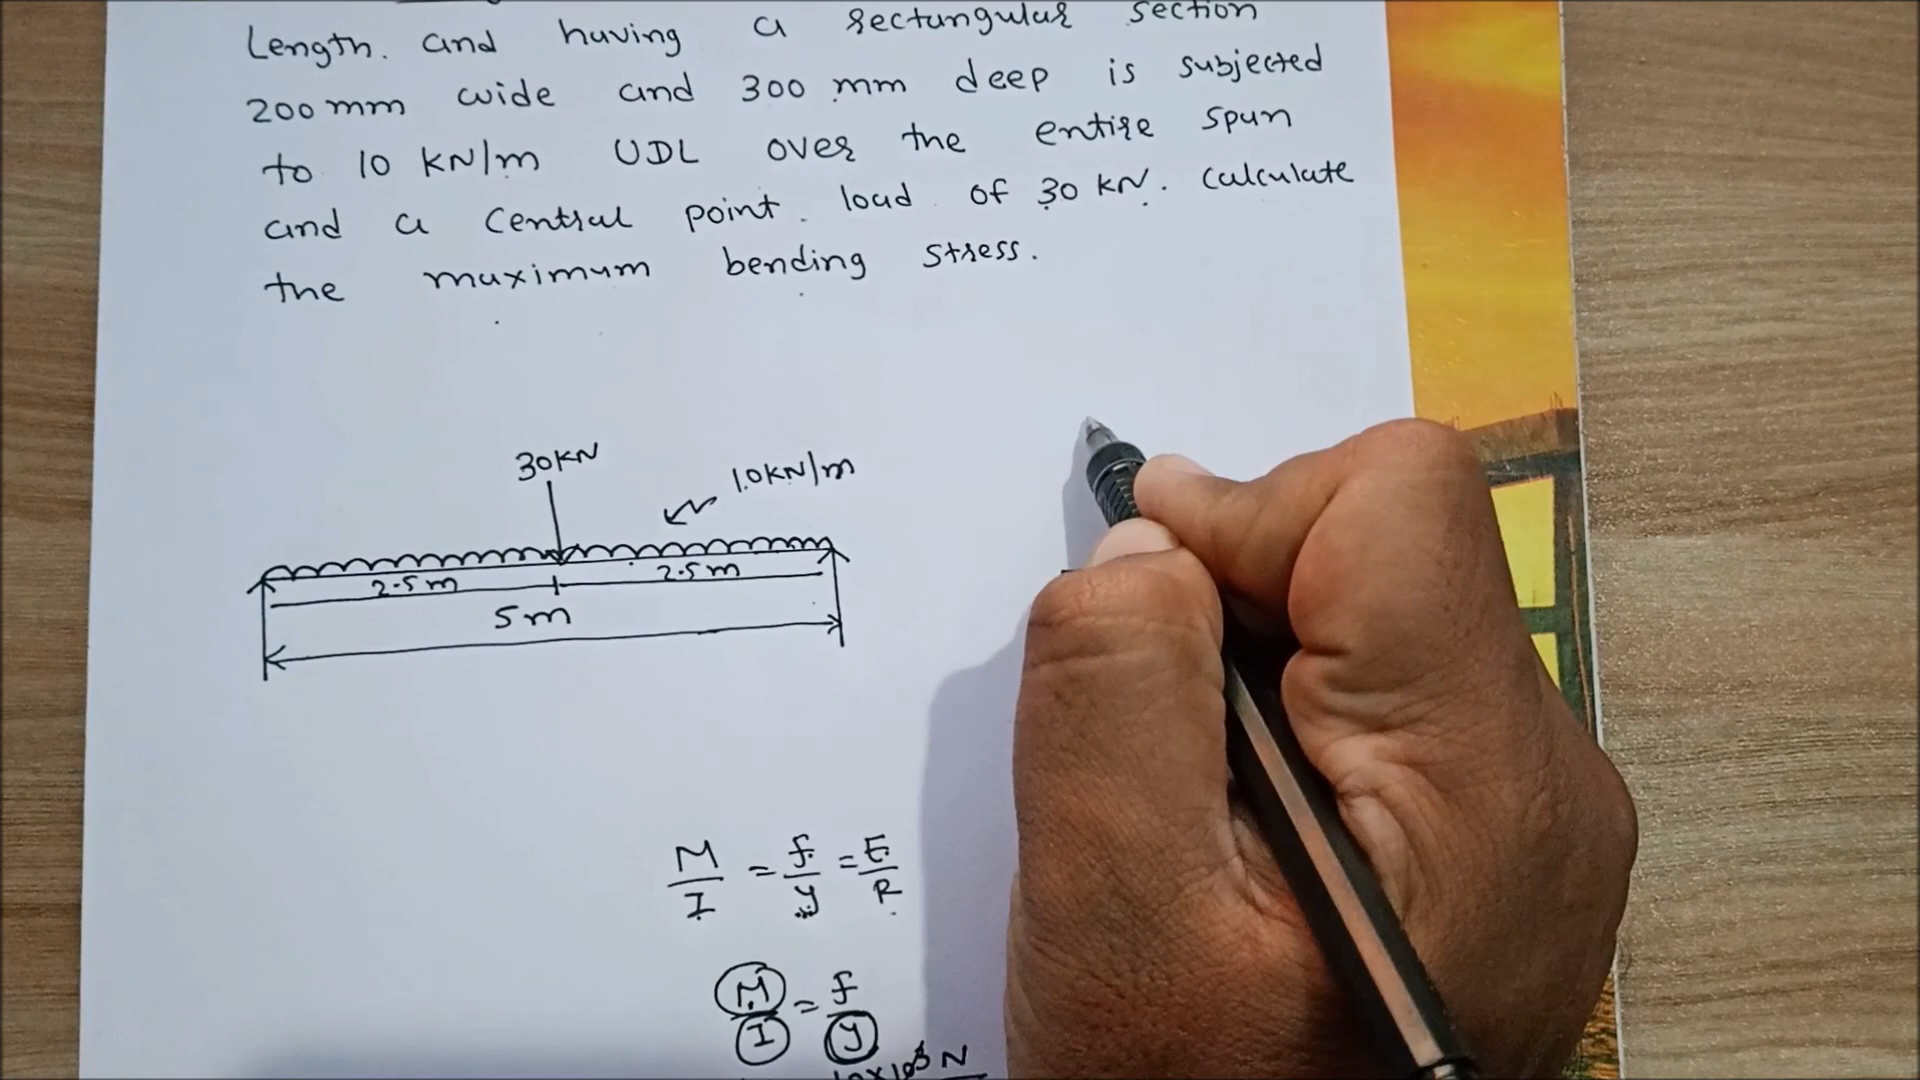 Length. and having a rectangular section
200 mm wide and 300 mm deep is subjected
to 10 kN/m UDL over the entire span
and a central point load of 30 kN. Calculate
the maximum bending stress.
30KN
10KN/m
2.5m
2.5m
5m
M/I = f/y = E/R
M/I = f/y
10³ N